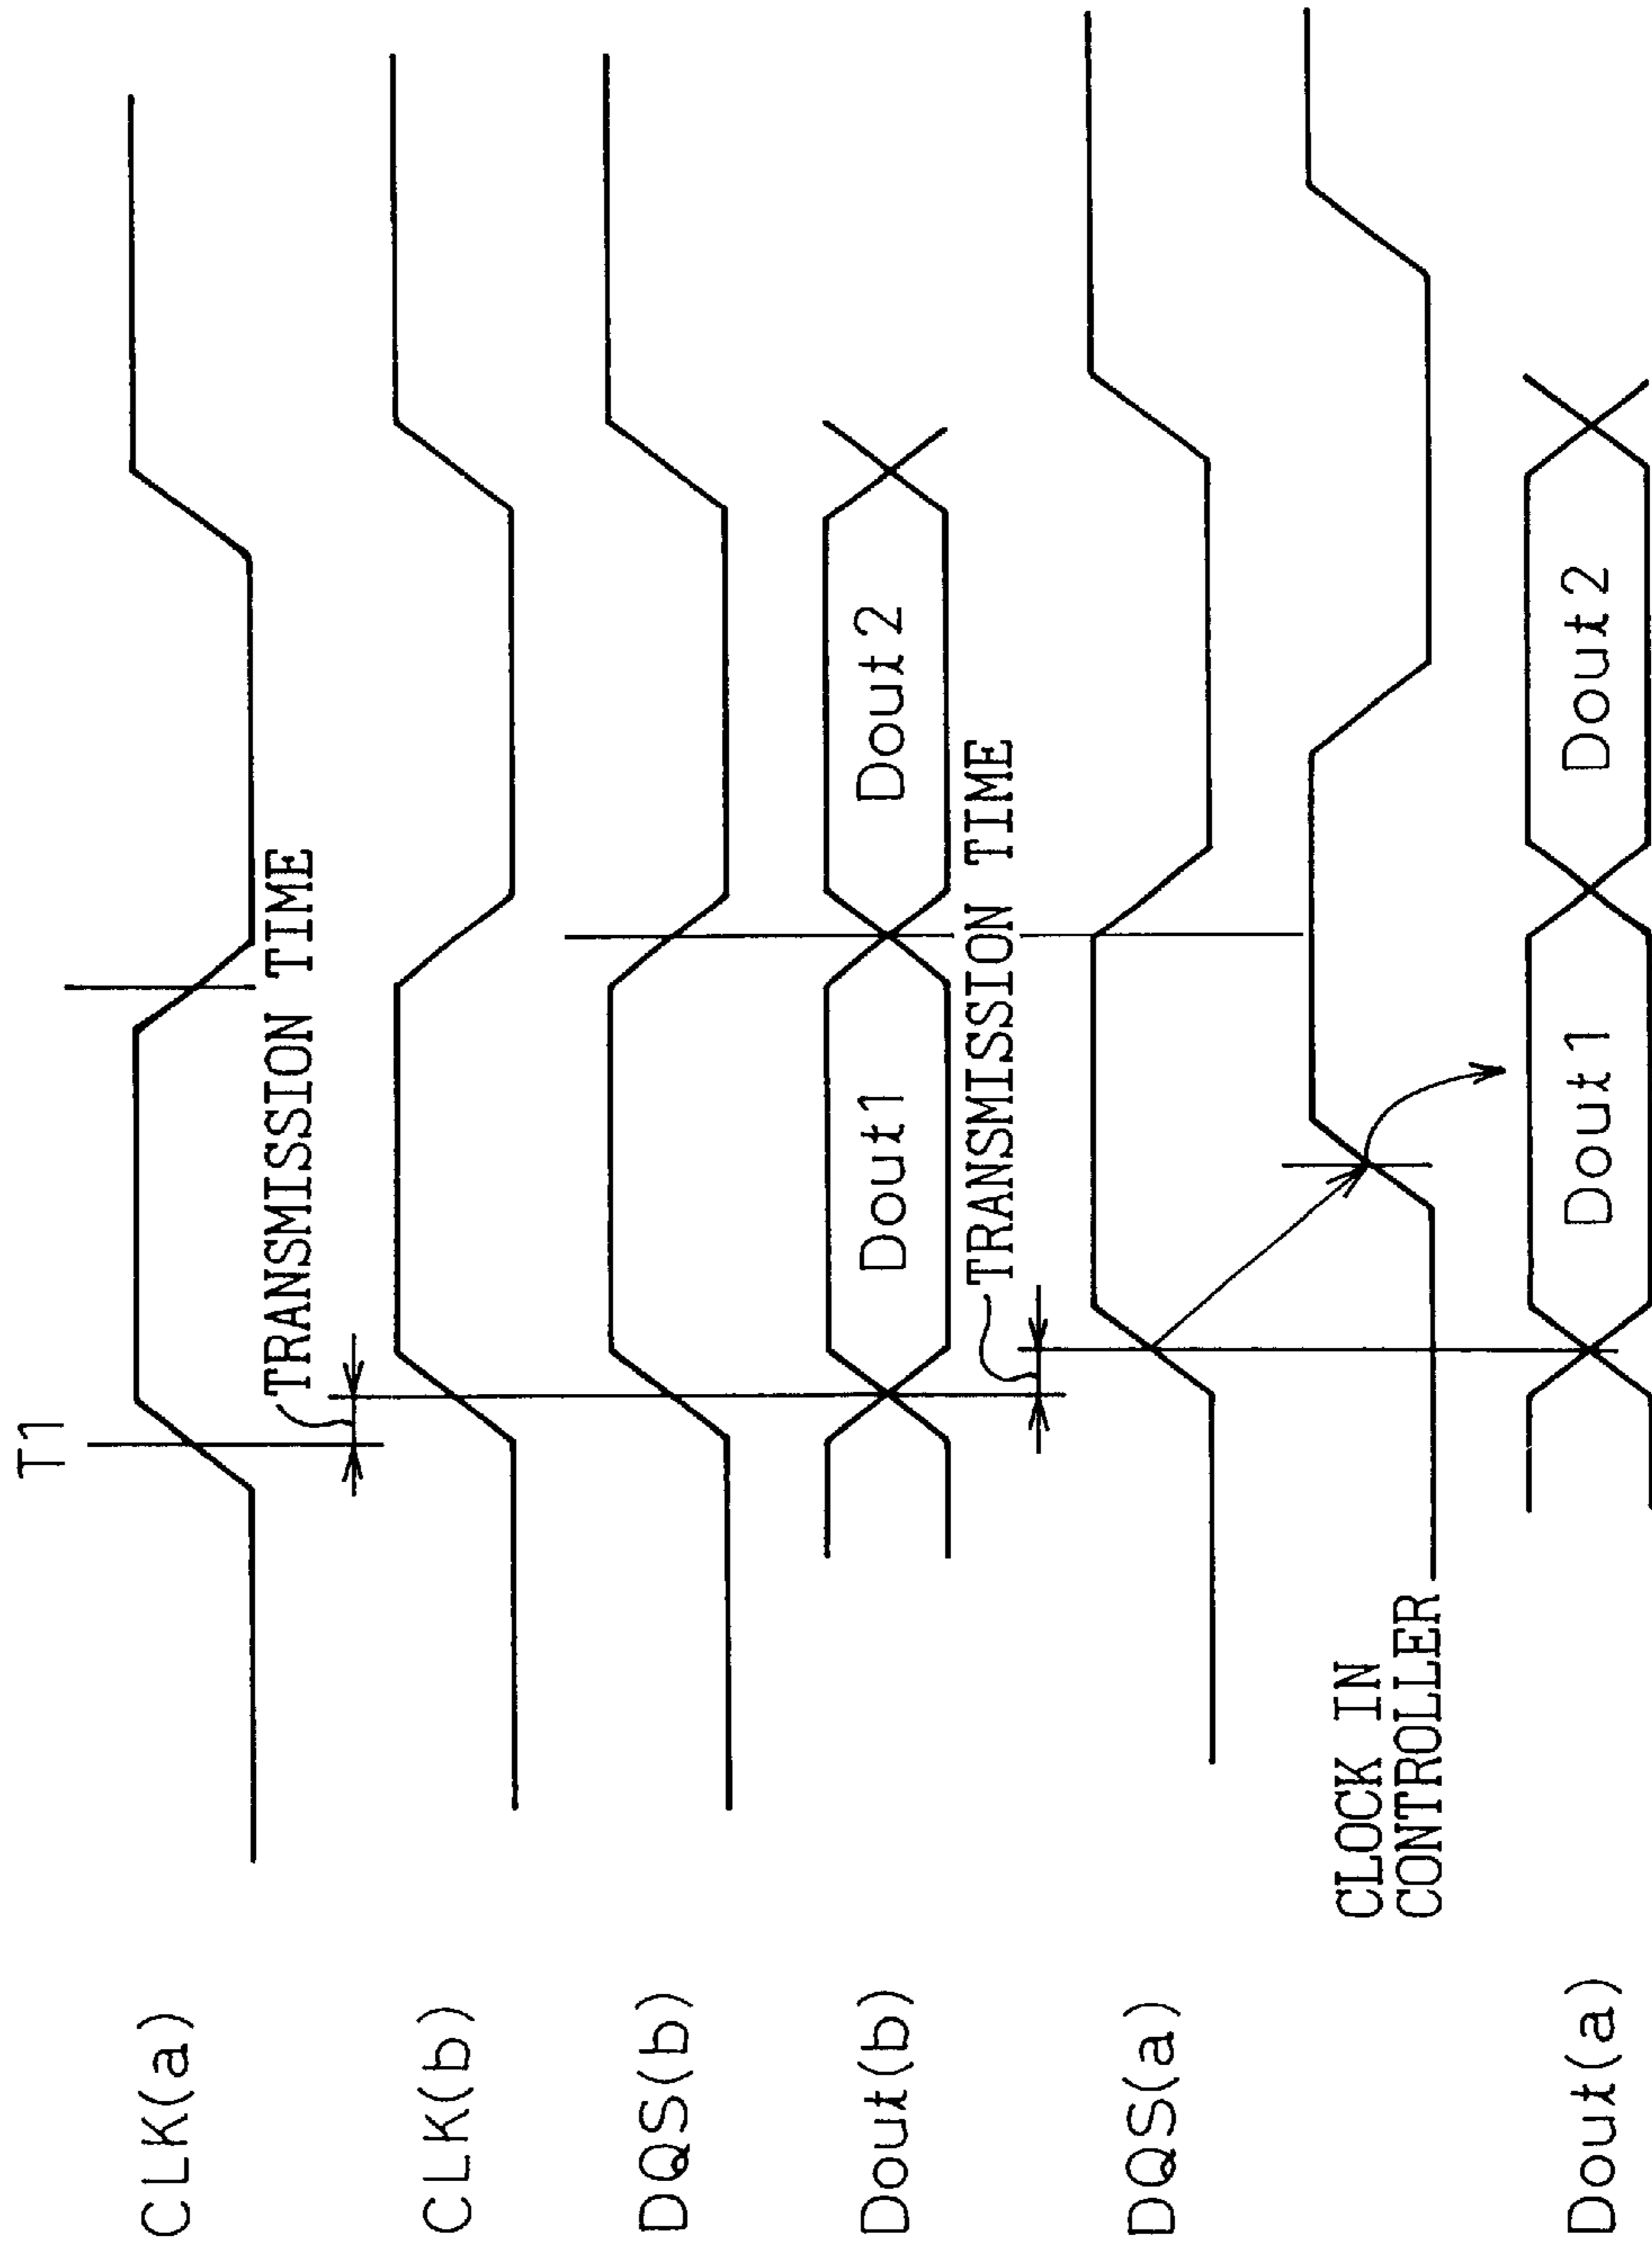 T1
CLK(a)
TRANSMISSION TIME
CLK(b)
DQS(b)
Dout(b)
Dout1
Dout2
TRANSMISSION TIME
DQS(a)
CLOCK IN
CONTROLLER
Dout(a)
Dout1
Dout2